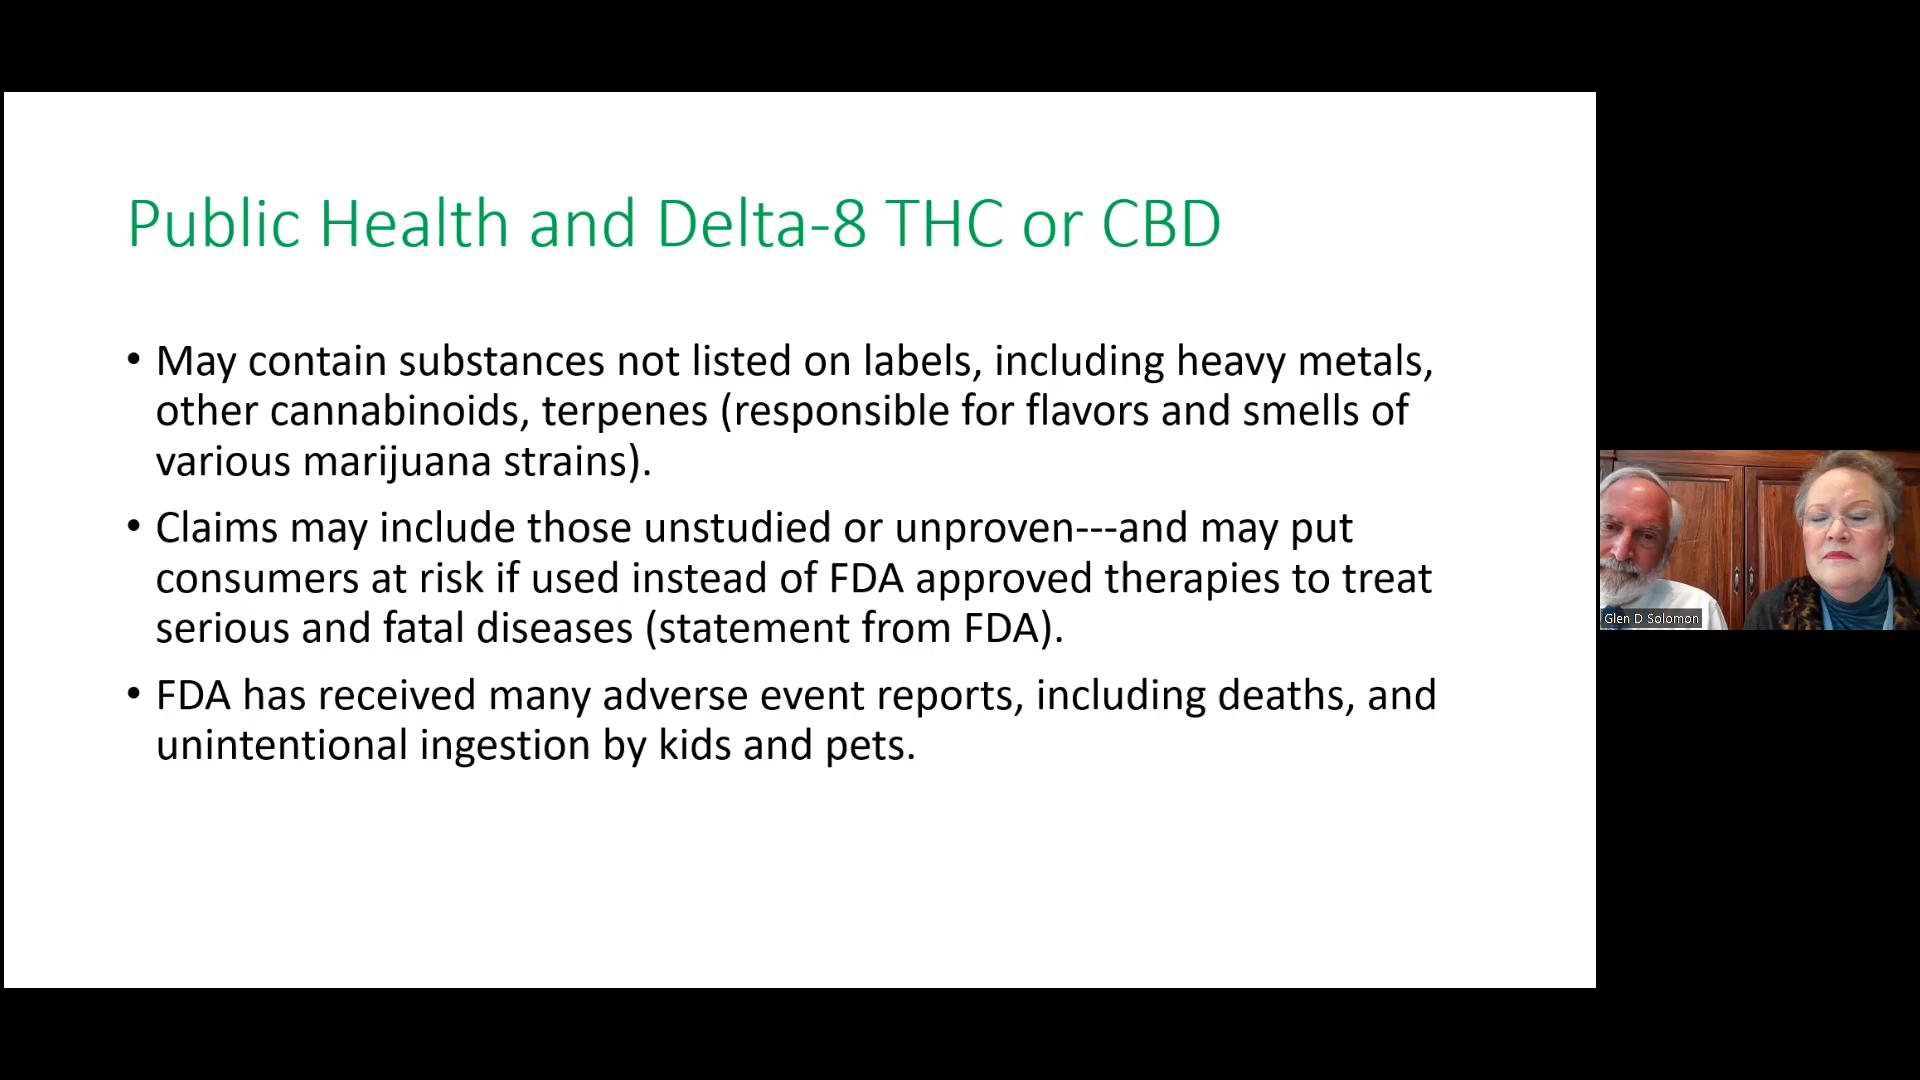 Public Health and Delta-8 THC or CBD
• May contain substances not listed on labels, including heavy metals,
other cannabinoids, terpenes (responsible for flavors and smells of
various marijuana strains).
• Claims may include those unstudied or unproven---and may put
consumers at risk if used instead of FDA approved therapies to treat
serious and fatal diseases (statement from FDA).
• FDA has received many adverse event reports, including deaths, and
unintentional ingestion by kids and pets.
Glen D Solomon